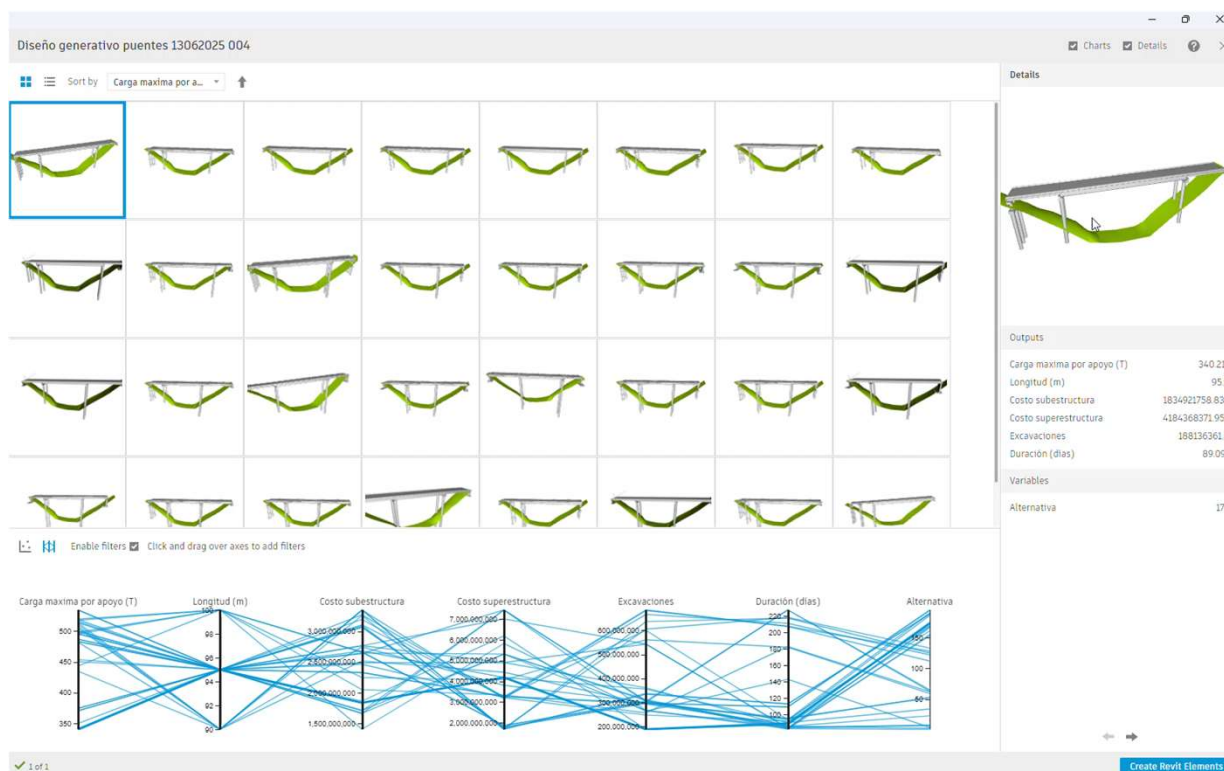 Diseño generativo puentes 13062025 004
Charts Details
Sort by Carga maxima por a...
Details
Outputs
Carga maxima por apoyo (T) 340.21
Longitud (m) 95.
Costo subestructura 1834921758.83
Costo superestructura 4184368371.95
Excavaciones 188136361.
Duración (días) 89.09
Variables
Alternativa 17
Enable filters Click and drag over axes to add filters
Carga maxima por apoyo (T) Longitud (m) Costo subestructura Costo superestructura Excavaciones Duración (días) Alternativa
500 450 400 350
100 98 96 94 92 90
3.000.000.000 2.500.000.000 2.000.000.000 1.500.000.000
7.000.000.000 6.000.000.000 5.000.000.000 4.000.000.000 3.000.000.000 2.000.000.000
600.000.000 500.000.000 400.000.000 300.000.000 200.000.000
220 200 180 160 140 120 100
150 100 50
1 of 1
Create Revit Elements